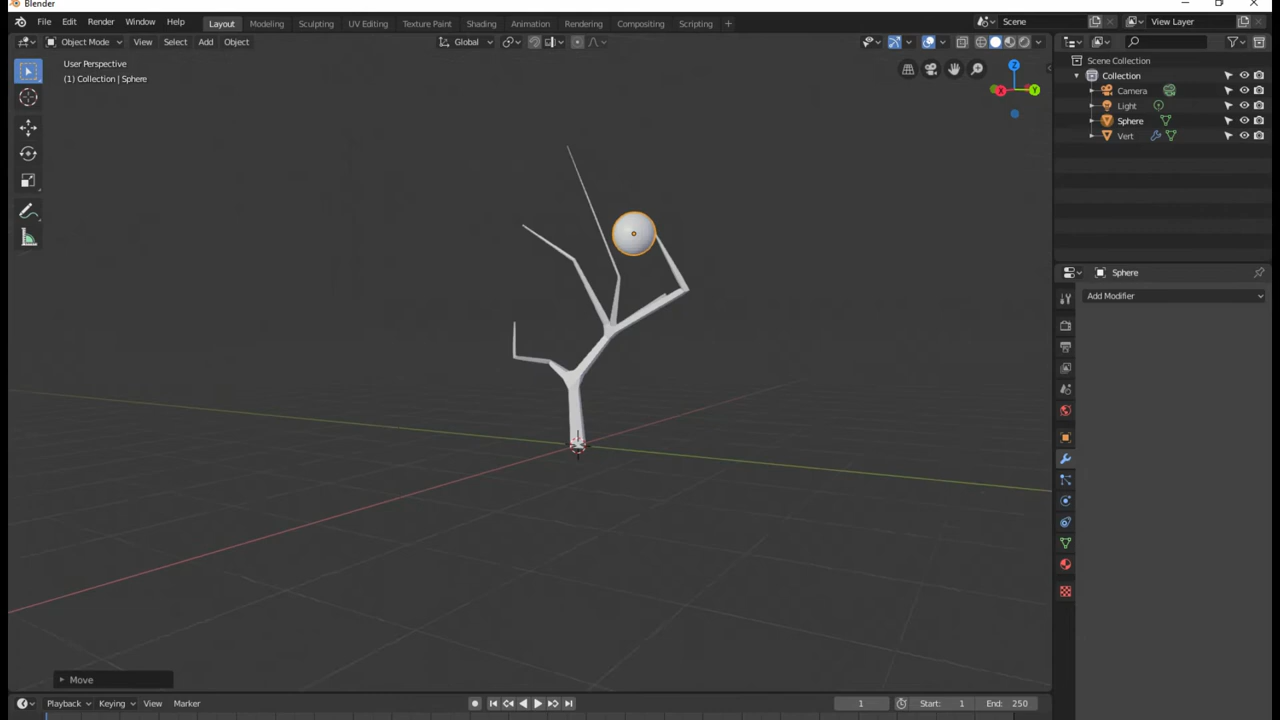 Blender
File Edit Render Window Help Layout Modeling Sculpting UV Editing Texture Paint Shading Animation Rendering Compositing Scripting + Scene View Layer
Object Mode View Select Add Object Global
User Perspective
(1) Collection | Sphere
X Y Z
Scene Collection
Collection
Camera
Light
Sphere
Vert
Sphere
Add Modifier
Move
Playback Keying View Marker 1 Start: 1 End: 250